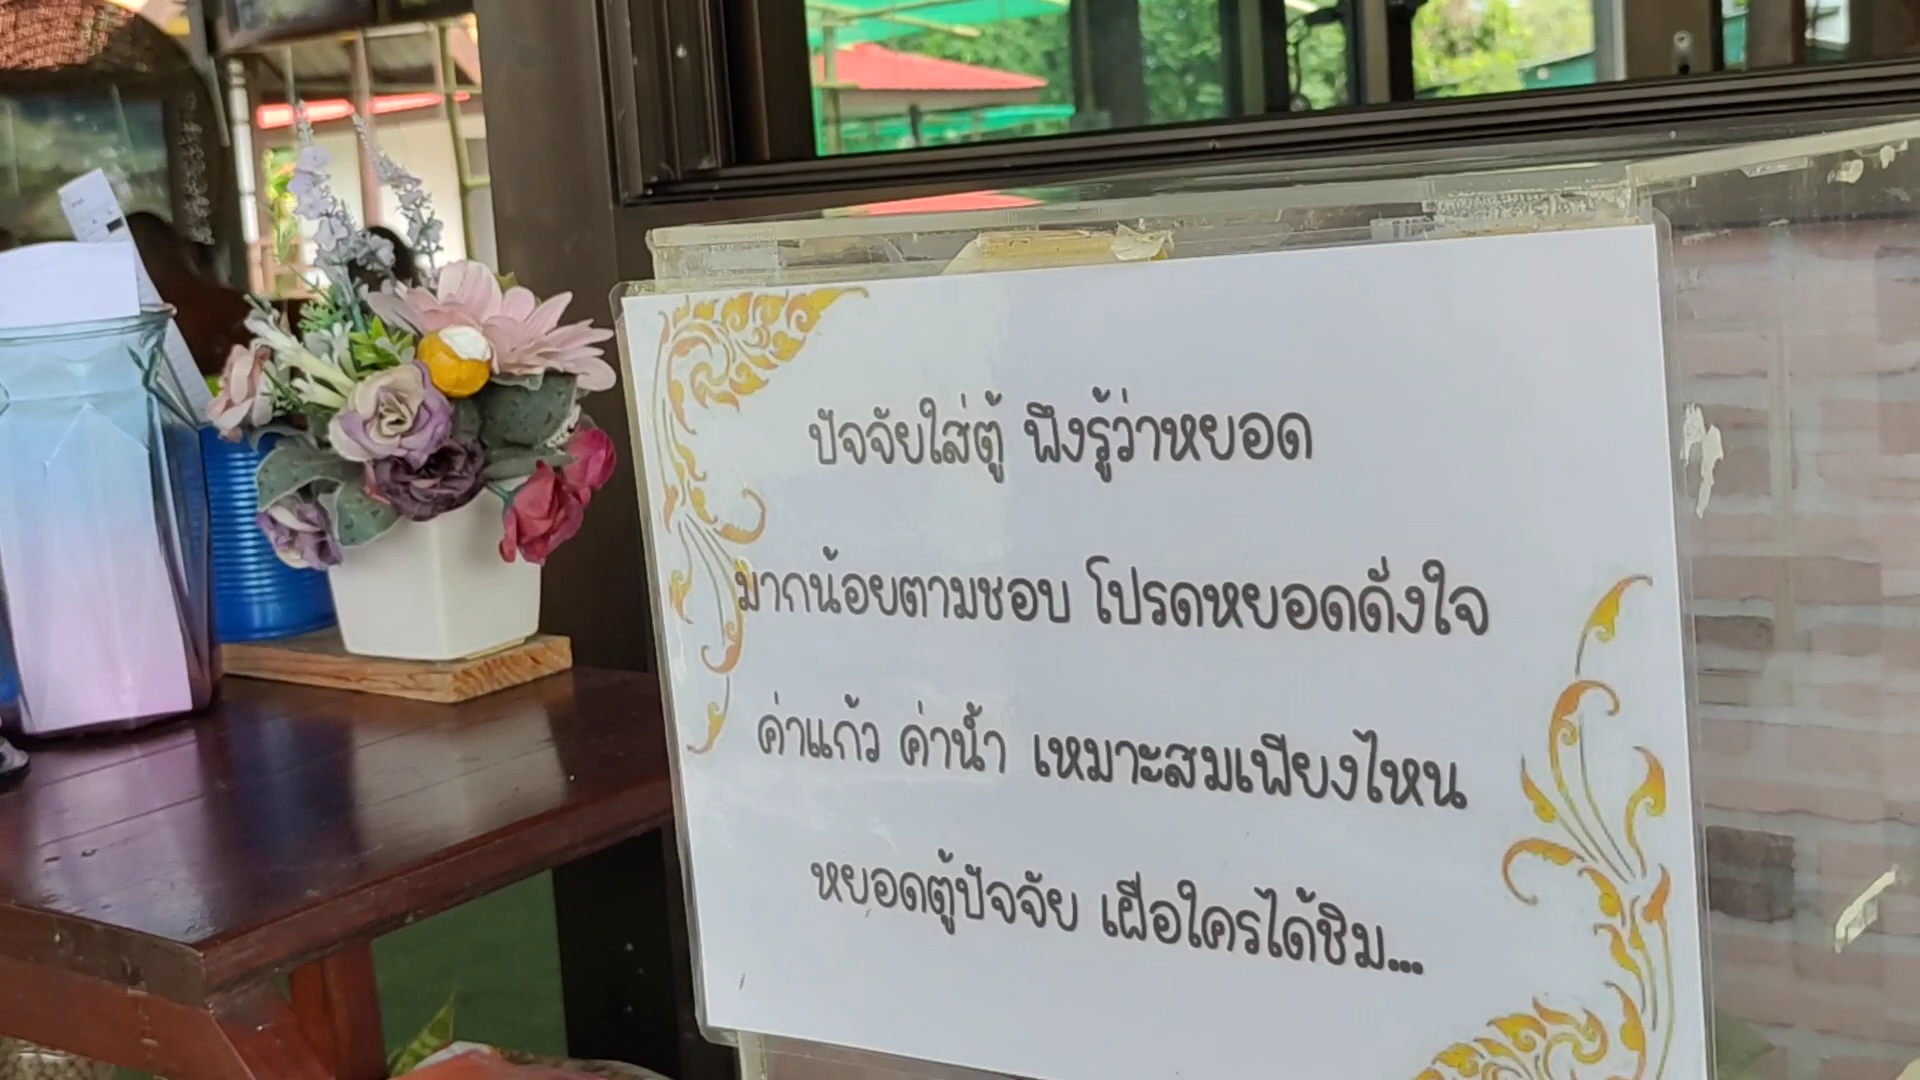 ปัจจัยใส่ตู้ พึงรู้ว่าหยอด
มากน้อยตามชอบ โปรดหยอดดั่งใจ
ค่าแก้ว ค่าน้ำ เหมาะสมเพียงไหน
หยอดตู้ปัจจัย เผื่อใครได้ชิม...